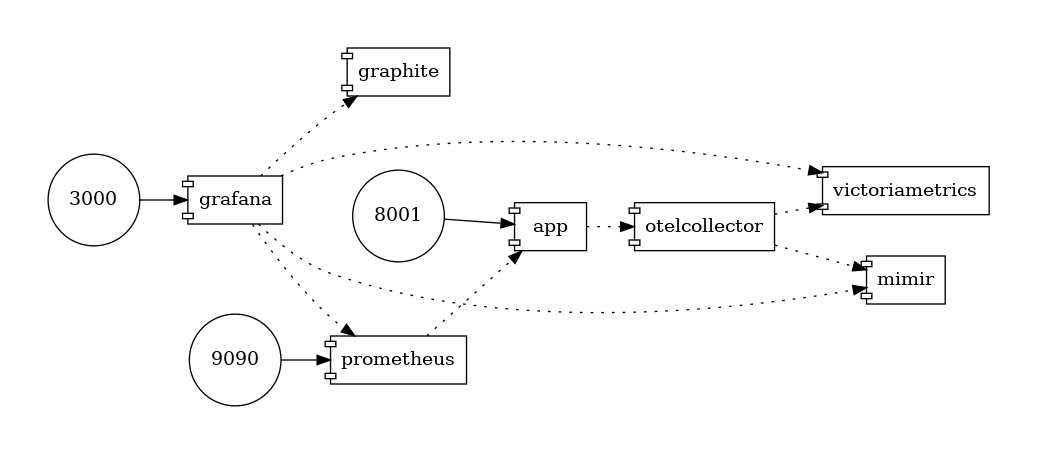 graphite
3000
grafana
8001
app
otelcollector
victoriametrics
mimir
9090
prometheus